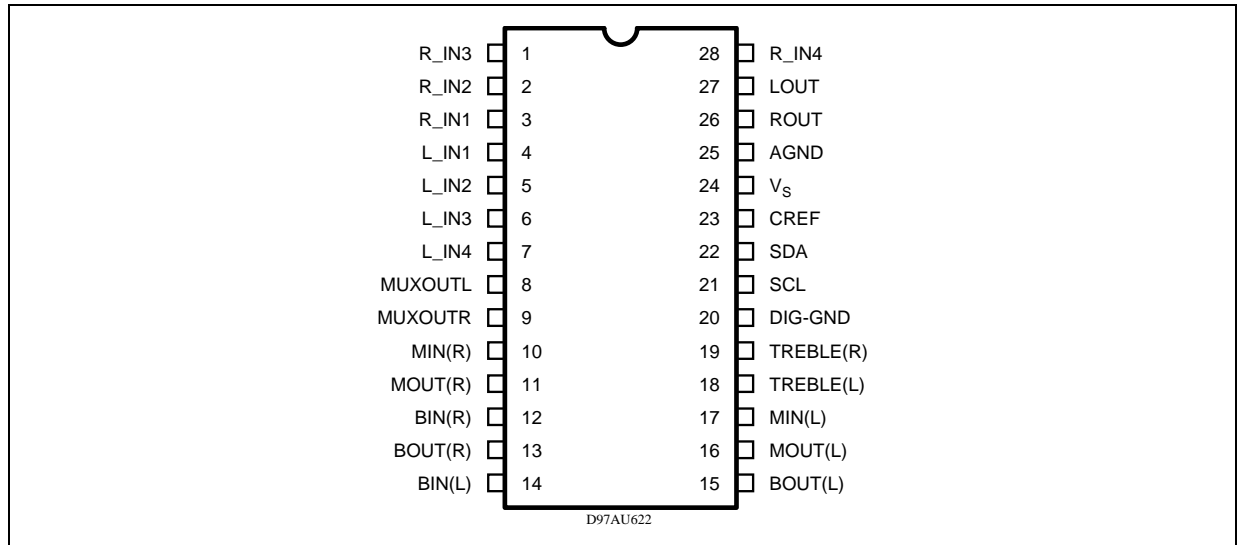 R_IN3 1 28 R_IN4
R_IN2 2 27 LOUT
R_IN1 3 26 ROUT
L_IN1 4 25 AGND
L_IN2 5 24 VS
L_IN3 6 23 CREF
L_IN4 7 22 SDA
MUXOUTL 8 21 SCL
MUXOUTR 9 20 DIG-GND
MIN(R) 10 19 TREBLE(R)
MOUT(R) 11 18 TREBLE(L)
BIN(R) 12 17 MIN(L)
BOUT(R) 13 16 MOUT(L)
BIN(L) 14 15 BOUT(L)
D97AU622